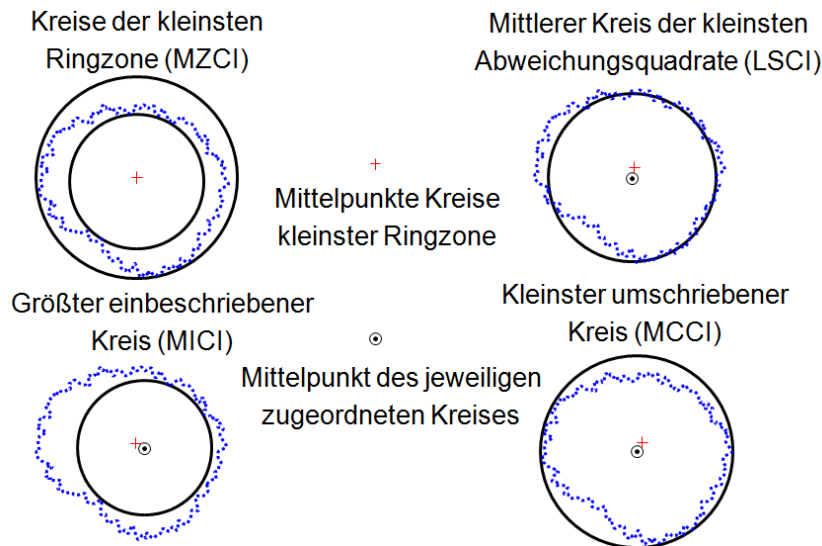 Kreise der kleinsten
Ringzone (MZCI)
Mittlerer Kreis der kleinsten
Abweichungsquadrate (LSCI)
Mittelpunkte Kreise
kleinster Ringzone
Größter einbeschriebener
Kreis (MICI)
Kleinster umschriebener
Kreis (MCCI)
Mittelpunkt des jeweiligen
zugeordneten Kreises